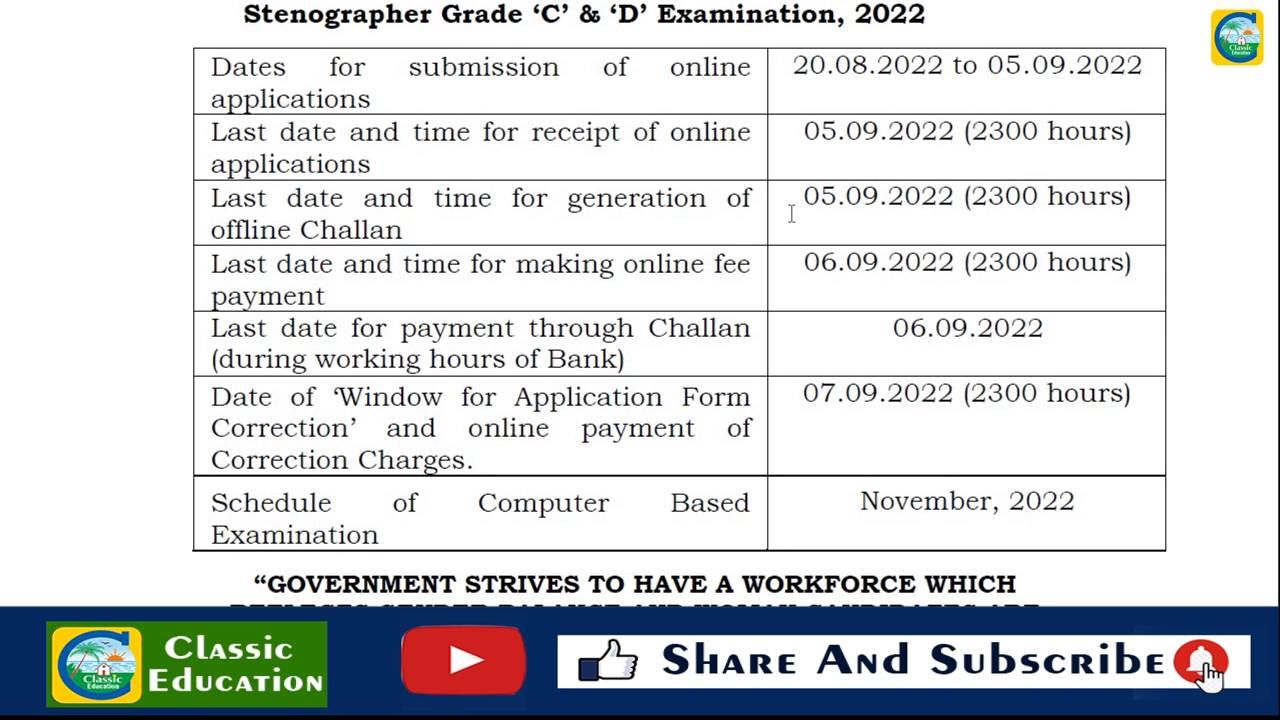 Stenographer Grade ‘C’ & ‘D’ Examination, 2022
Dates for submission of online
applications
20.08.2022 to 05.09.2022
Last date and time for receipt of online
applications
05.09.2022 (2300 hours)
Last date and time for generation of
offline Challan
05.09.2022 (2300 hours)
Last date and time for making online fee
payment
06.09.2022 (2300 hours)
Last date for payment through Challan
(during working hours of Bank)
06.09.2022
Date of ‘Window for Application Form
Correction’ and online payment of
Correction Charges.
07.09.2022 (2300 hours)
Schedule of Computer Based
Examination
November, 2022
“GOVERNMENT STRIVES TO HAVE A WORKFORCE WHICH
Classic
Education
Classic
Education
Classic
Education
Share And Subscribe